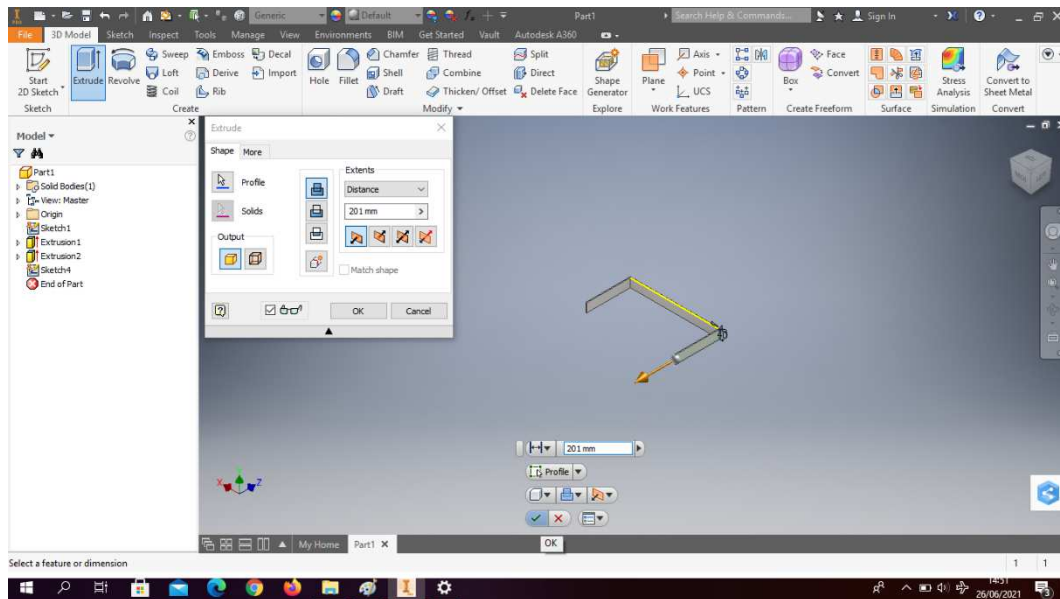 Generic Default Part1 Search Help & Commands... Sign In
File 3D Model Sketch Inspect Tools Manage View Environments BIM Get Started Vault Autodesk A360
Start
2D Sketch
Extrude
Revolve
Sweep
Loft
Coil
Emboss
Derive
Rib
Decal
Import
Hole
Fillet
Chamfer
Shell
Draft
Thread
Combine
Thicken/ Offset
Split
Direct
Delete Face
Shape
Generator
Plane
Axis
Point
UCS
Box
Face
Convert
Stress
Analysis
Convert to
Sheet Metal
Sketch Create Modify Explore Work Features Pattern Create Freeform Surface Simulation Convert
Model
Part1
Solid Bodies(1)
View: Master
Origin
Sketch1
Extrusion1
Extrusion2
Sketch4
End of Part
Extrude
Shape More
Profile
Solids
Output
Extents
Distance
201 mm
Match shape
OK Cancel
201 mm
Profile
OK
X Z
My Home Part1
Select a feature or dimension 1 1
14:51
26/06/2021